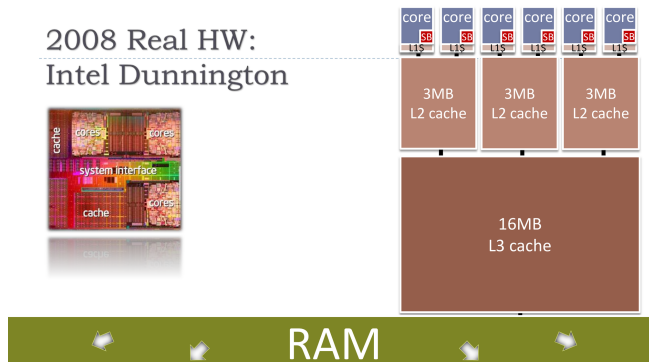 2008 Real HW:
Intel Dunnington
core core core core core core
SB SB SB SB SB SB
L1$ L1$ L1$ L1$ L1$ L1$
3MB 3MB 3MB
L2 cache L2 cache L2 cache
cache
cores cores
system interface
cores
cache
16MB
L3 cache
RAM